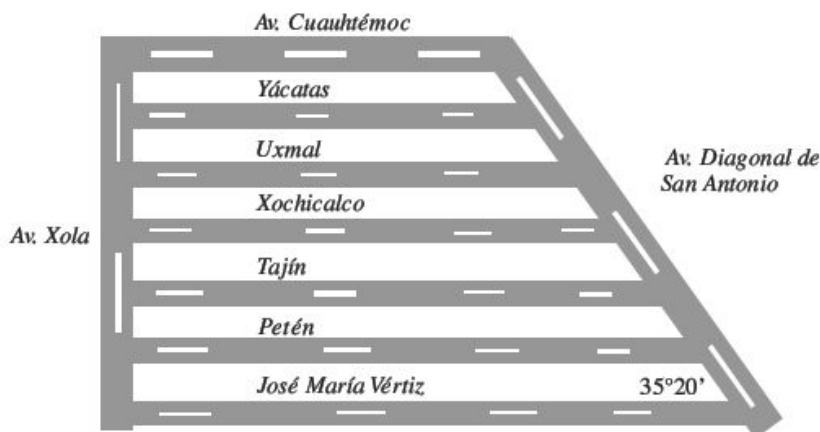 Av. Cuauhtémoc
Yácatas
Uxmal
Av. Diagonal de
San Antonio
Xochicalco
Av. Xola
Tajín
Petén
José María Vértiz
35°20’